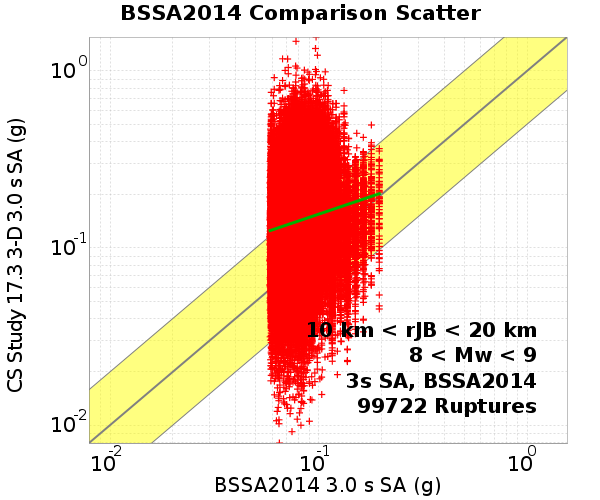 BSSA2014 Comparison Scatter
CS Study 17.3 3-D 3.0 s SA (g)
10^0
10^-1
10^-2
10 km < rJB < 20 km
8 < Mw < 9
3s SA, BSSA2014
99722 Ruptures
10^-2 10^-1 10^0
BSSA2014 3.0 s SA (g)